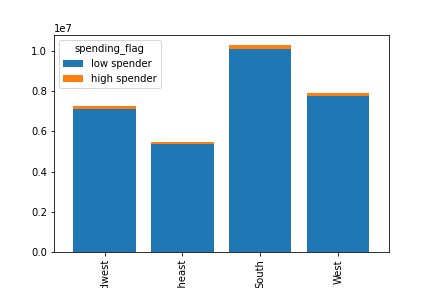 1e7
spending_flag
low spender
high spender
1.0
0.8
0.6
0.4
0.2
0.0
dwest
heast
South
West